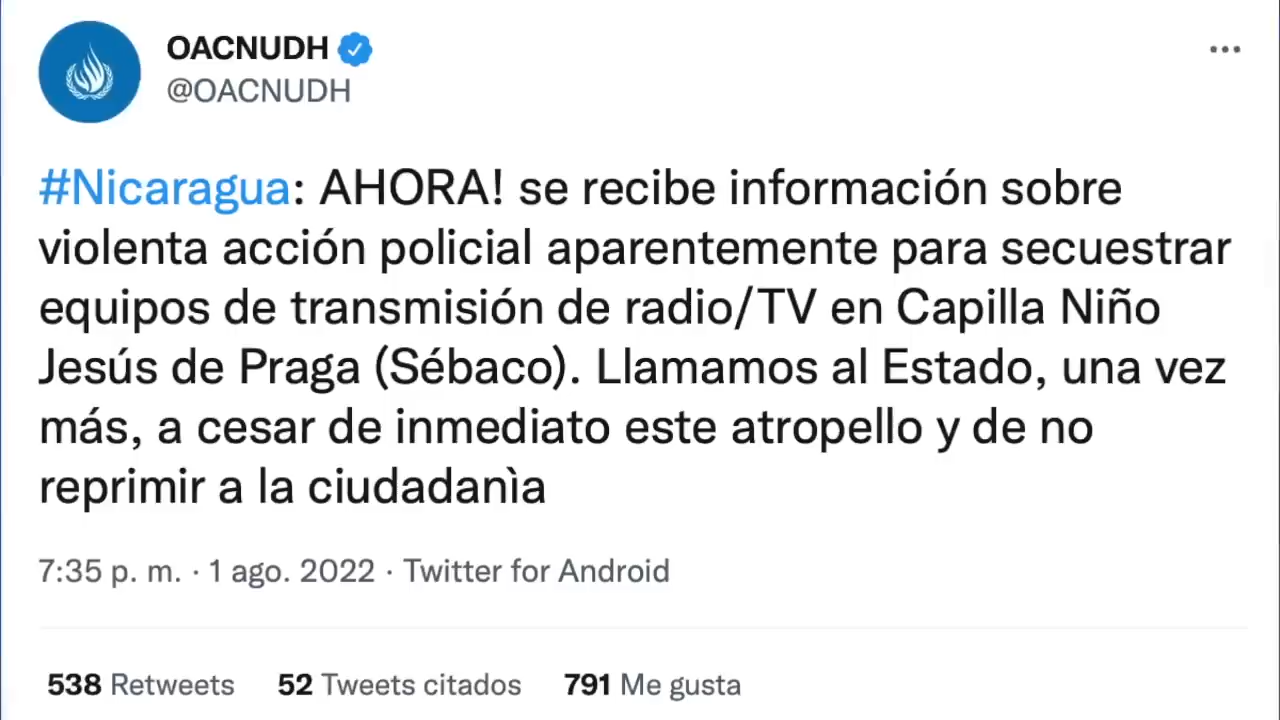 OACNUDH
@OACNUDH
#Nicaragua: AHORA! se recibe información sobre
violenta acción policial aparentemente para secuestrar
equipos de transmisión de radio/TV en Capilla Niño
Jesús de Praga (Sébaco). Llamamos al Estado, una vez
más, a cesar de inmediato este atropello y de no
reprimir a la ciudadanìa
7:35 p. m. · 1 ago. 2022 · Twitter for Android
538 Retweets 52 Tweets citados 791 Me gusta